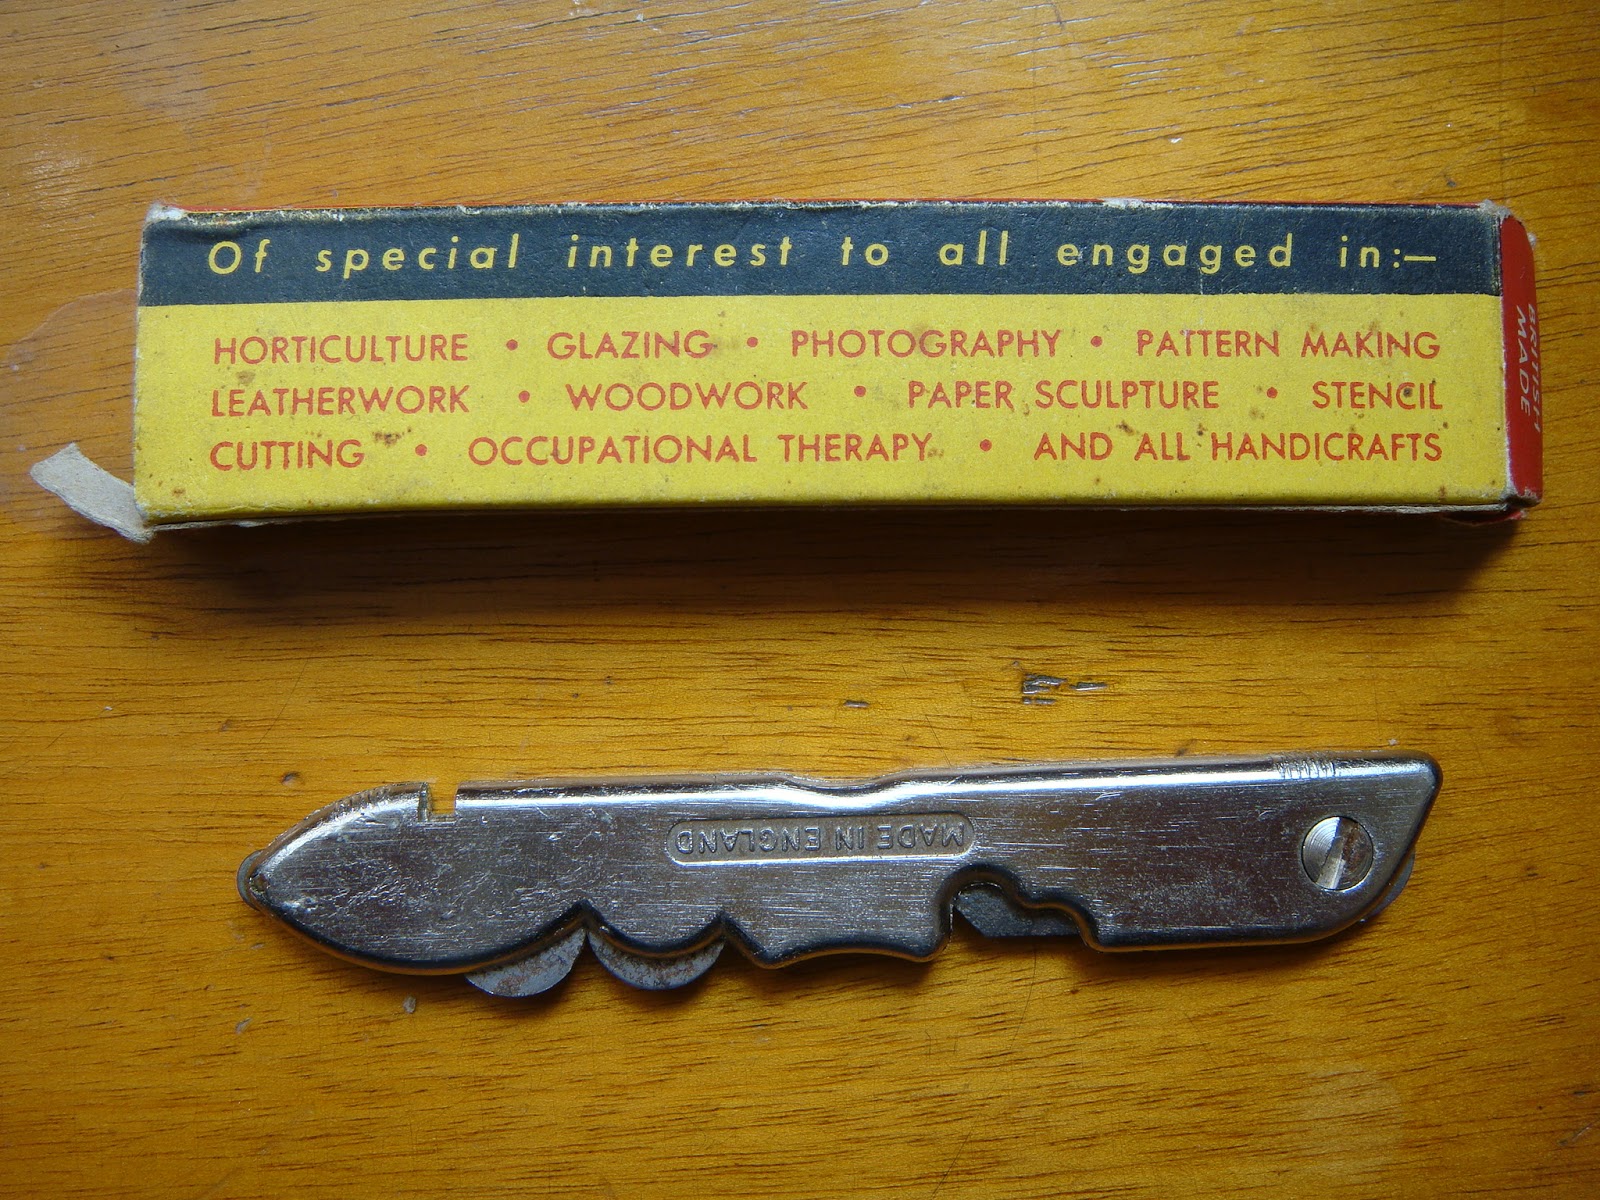 Of special interest to all engaged in:—
HORTICULTURE • GLAZING • PHOTOGRAPHY • PATTERN MAKING
LEATHERWORK • WOODWORK • PAPER SCULPTURE • STENCIL
CUTTING • OCCUPATIONAL THERAPY • AND ALL HANDICRAFTS
BRITISH
MADE
MADE IN ENGLAND